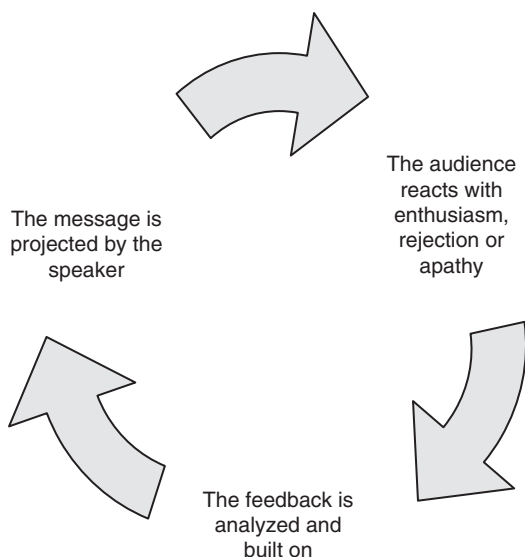 The message is
projected by the
speaker
The audience
reacts with
enthusiasm,
rejection or
apathy
The feedback is
analyzed and
built on